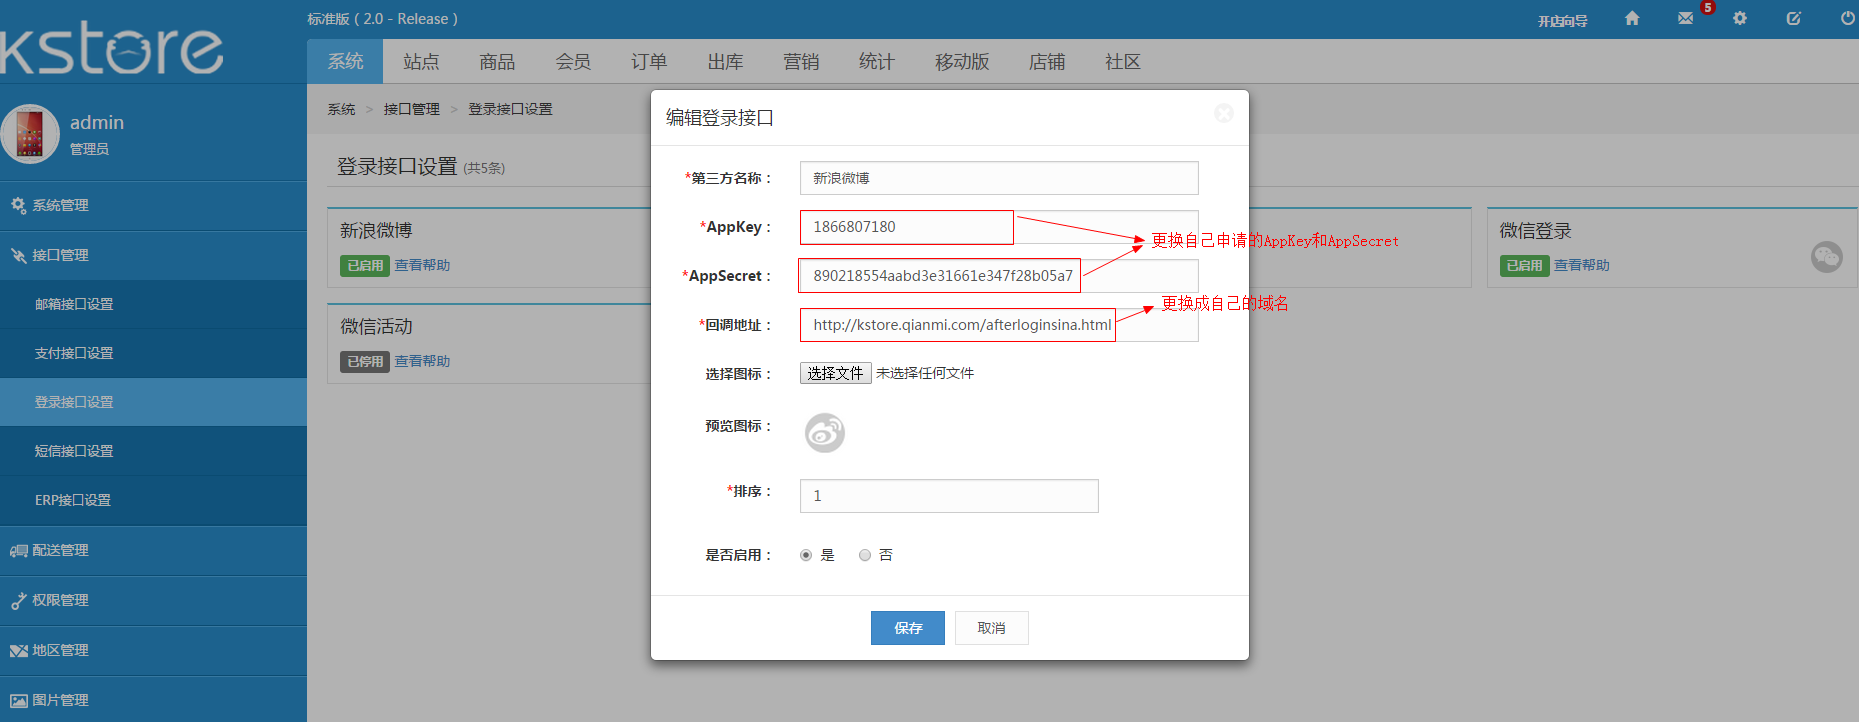 标准版 ( 2.0 - Release )
开店向导
5
kstore
系统 站点 商品 会员 订单 出库 营销 统计 移动版 店铺 社区
admin
管理员
系统 > 接口管理 > 登录接口设置
登录接口设置 (共5条)
系统管理
接口管理
邮箱接口设置
支付接口设置
登录接口设置
短信接口设置
ERP接口设置
配送管理
权限管理
地区管理
图片管理
新浪微博
已启用 查看帮助
微信登录
已启用 查看帮助
微信活动
已停用 查看帮助
编辑登录接口
*第三方名称： 新浪微博
*AppKey： 1866807180
更换自己申请的AppKey和AppSecret
*AppSecret： 890218554aabd3e31661e347f28b05a7
更换成自己的域名
*回调地址： http://kstore.qianmi.com/afterloginsina.html
选择图标： 选择文件 未选择任何文件
预览图标：
*排序： 1
是否启用： 是 否
保存 取消